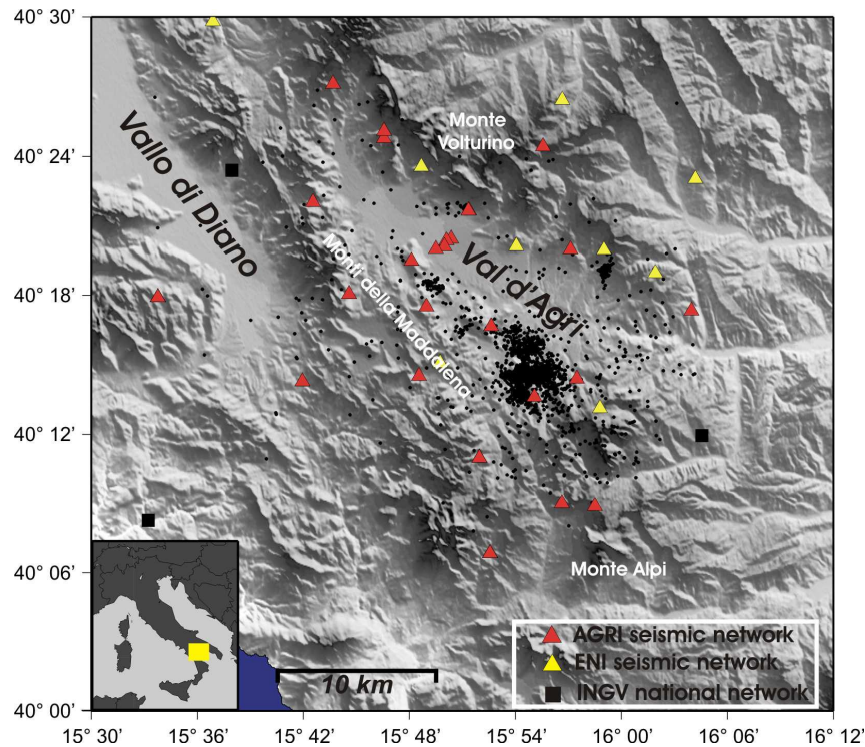 40° 30'
40° 24'
40° 18'
40° 12'
40° 06'
40° 00'
Monte
Volturino
Vallo di Diano
Monti della Maddalena
Val d'Agri
Monte Alpi
AGRI seismic network
ENI seismic network
INGV national network
10 km
15° 30'
15° 36'
15° 42'
15° 48'
15° 54'
16° 00'
16° 06'
16° 12'